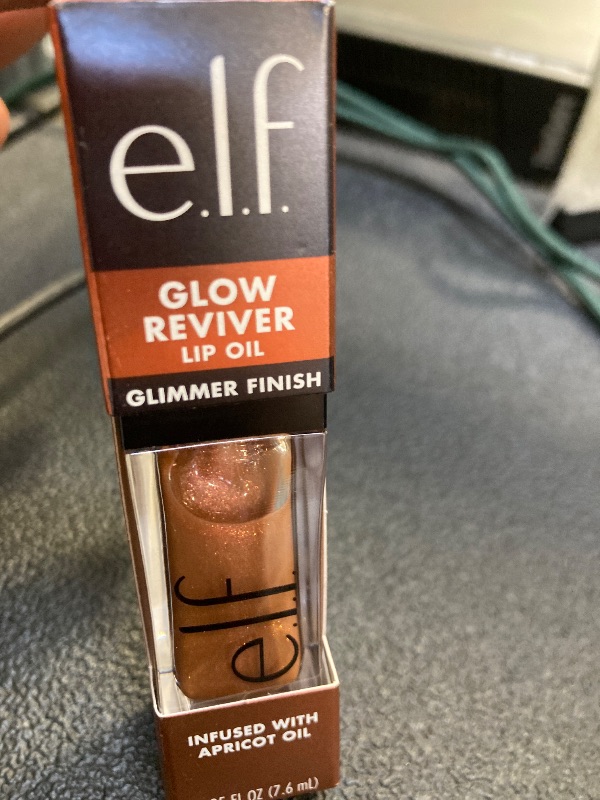 e.l.f.
GLOW
REVIVER
LIP OIL
GLIMMER FINISH
e.l.f.
INFUSED WITH
APRICOT OIL
FL OZ (7.6 mL)